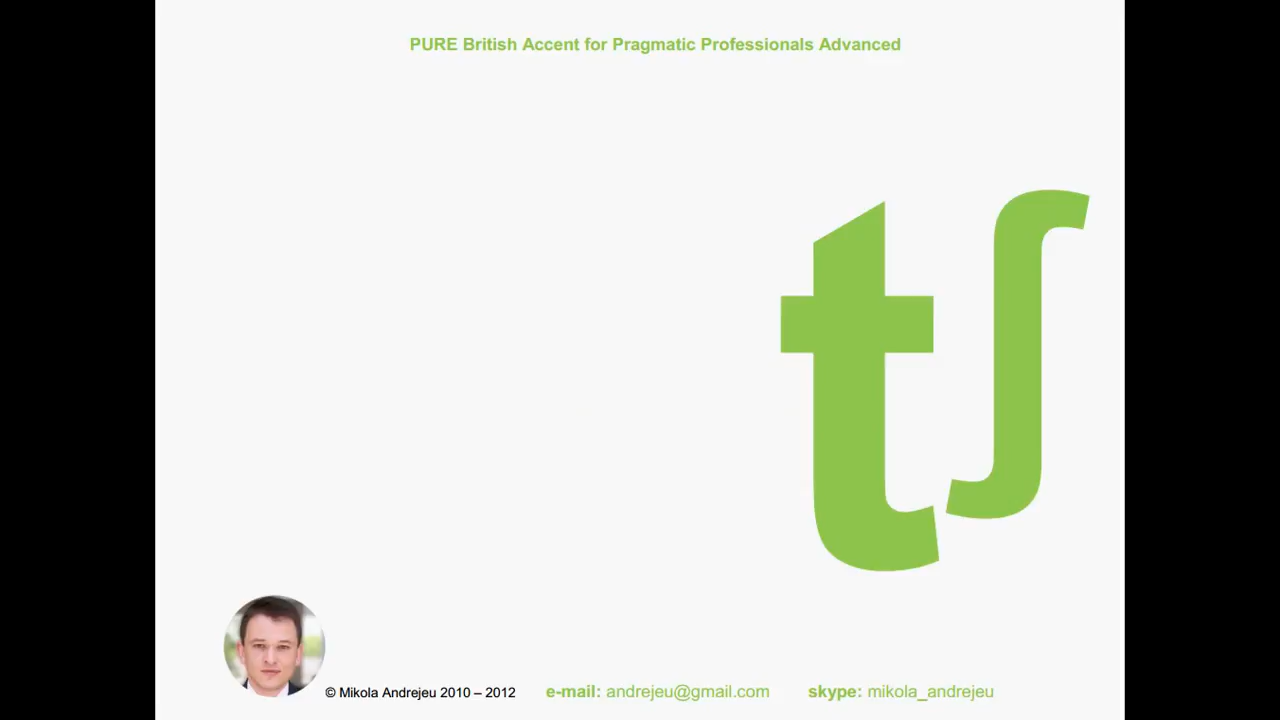 PURE British Accent for Pragmatic Professionals Advanced
tʃ
© Mikola Andrejeu 2010 – 2012 e-mail: andrejeu@gmail.com skype: mikola_andrejeu